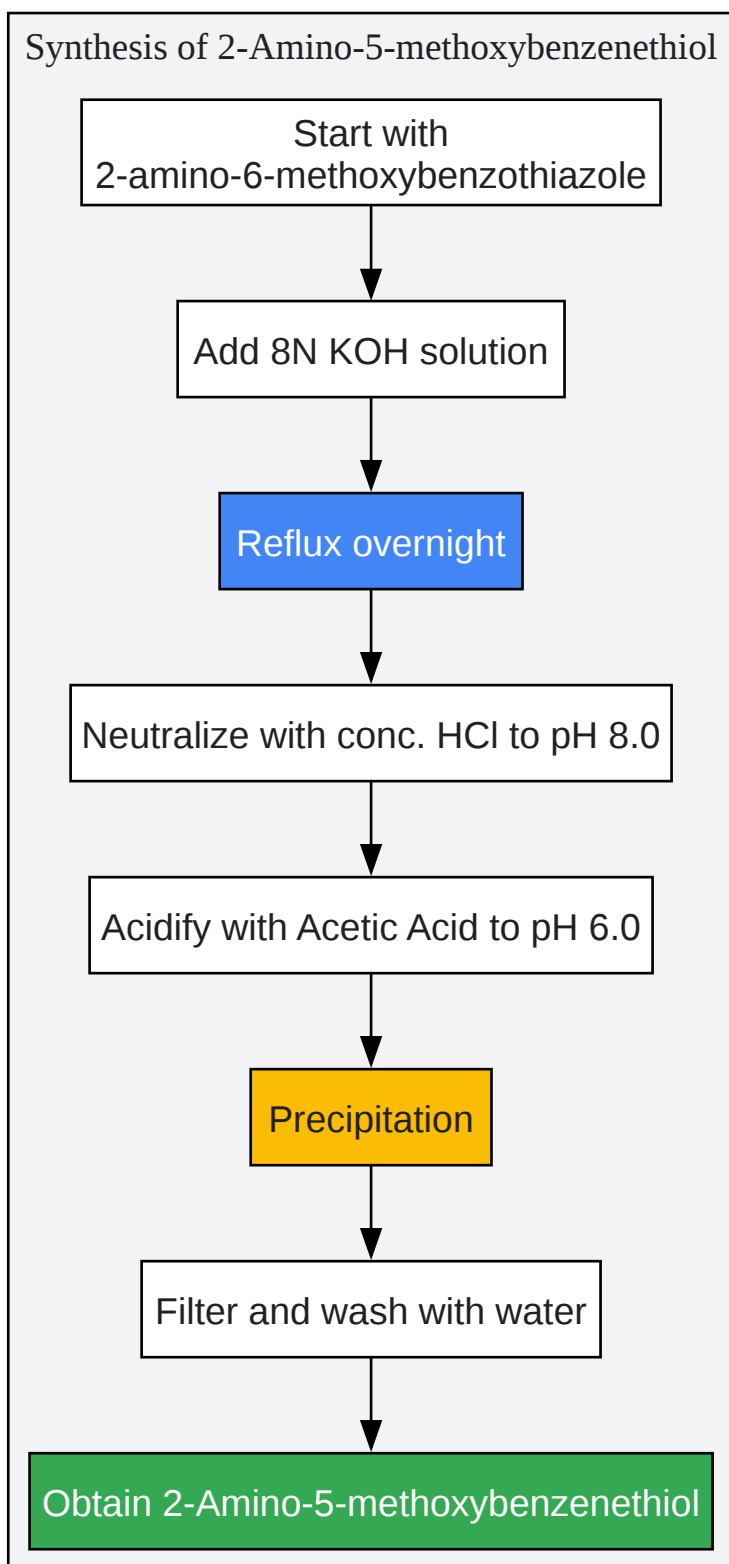 Synthesis of 2-Amino-5-methoxybenzenethiol
Start with
2-amino-6-methoxybenzothiazole
Add 8N KOH solution
Reflux overnight
Neutralize with conc. HCl to pH 8.0
Acidify with Acetic Acid to pH 6.0
Precipitation
Filter and wash with water
Obtain 2-Amino-5-methoxybenzenethiol